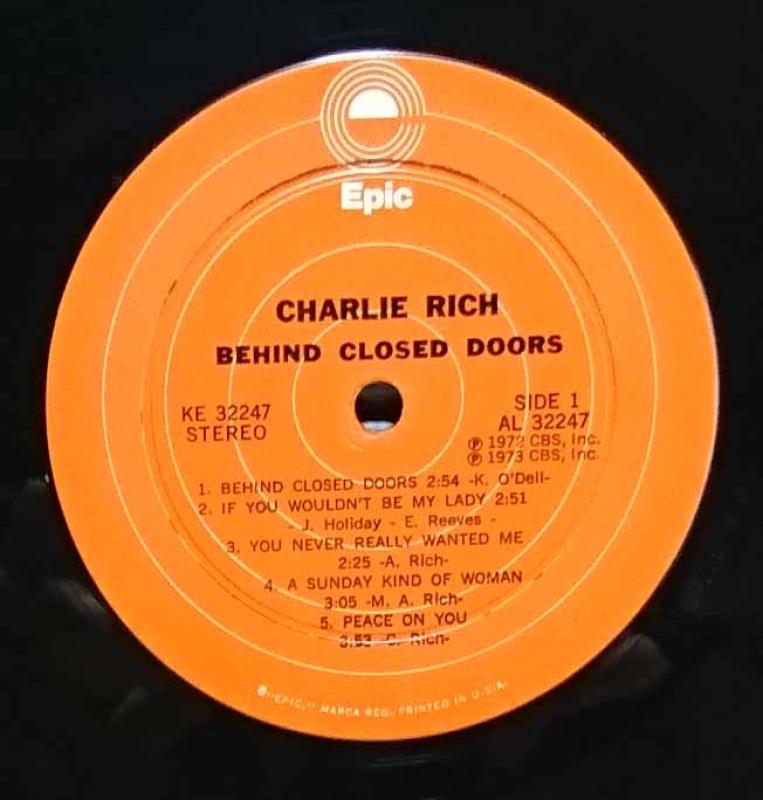 Epic
CHARLIE RICH
BEHIND CLOSED DOORS
KE 32247
STEREO
SIDE 1
AL 32247
Ⓟ 1972 CBS, Inc.
Ⓟ 1973 CBS, Inc.
1. BEHIND CLOSED DOORS 2:54 -K. O'Dell-
2. IF YOU WOULDN'T BE MY LADY 2:51
- J. Holiday - E. Reeves -
3. YOU NEVER REALLY WANTED ME
2:25 -A. Rich-
4. A SUNDAY KIND OF WOMAN
3:05 -M. A. Rich-
5. PEACE ON YOU
3:53 -C. Rich-
®"EPIC," MARCA REG. PRINTED IN U.S.A.